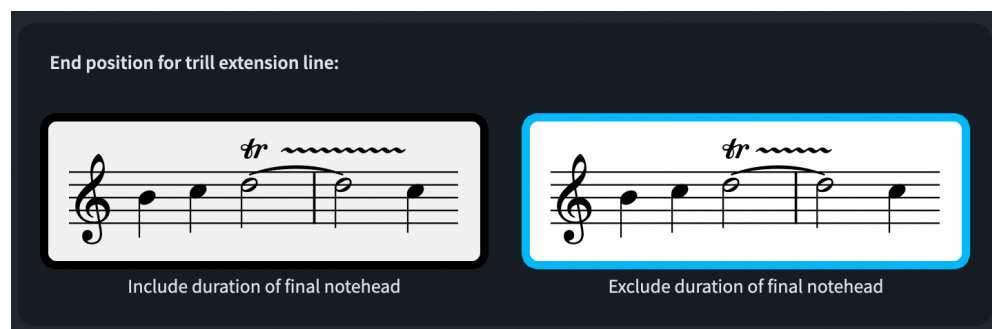 End position for trill extension line:
tr
tr
Include duration of final notehead
Exclude duration of final notehead